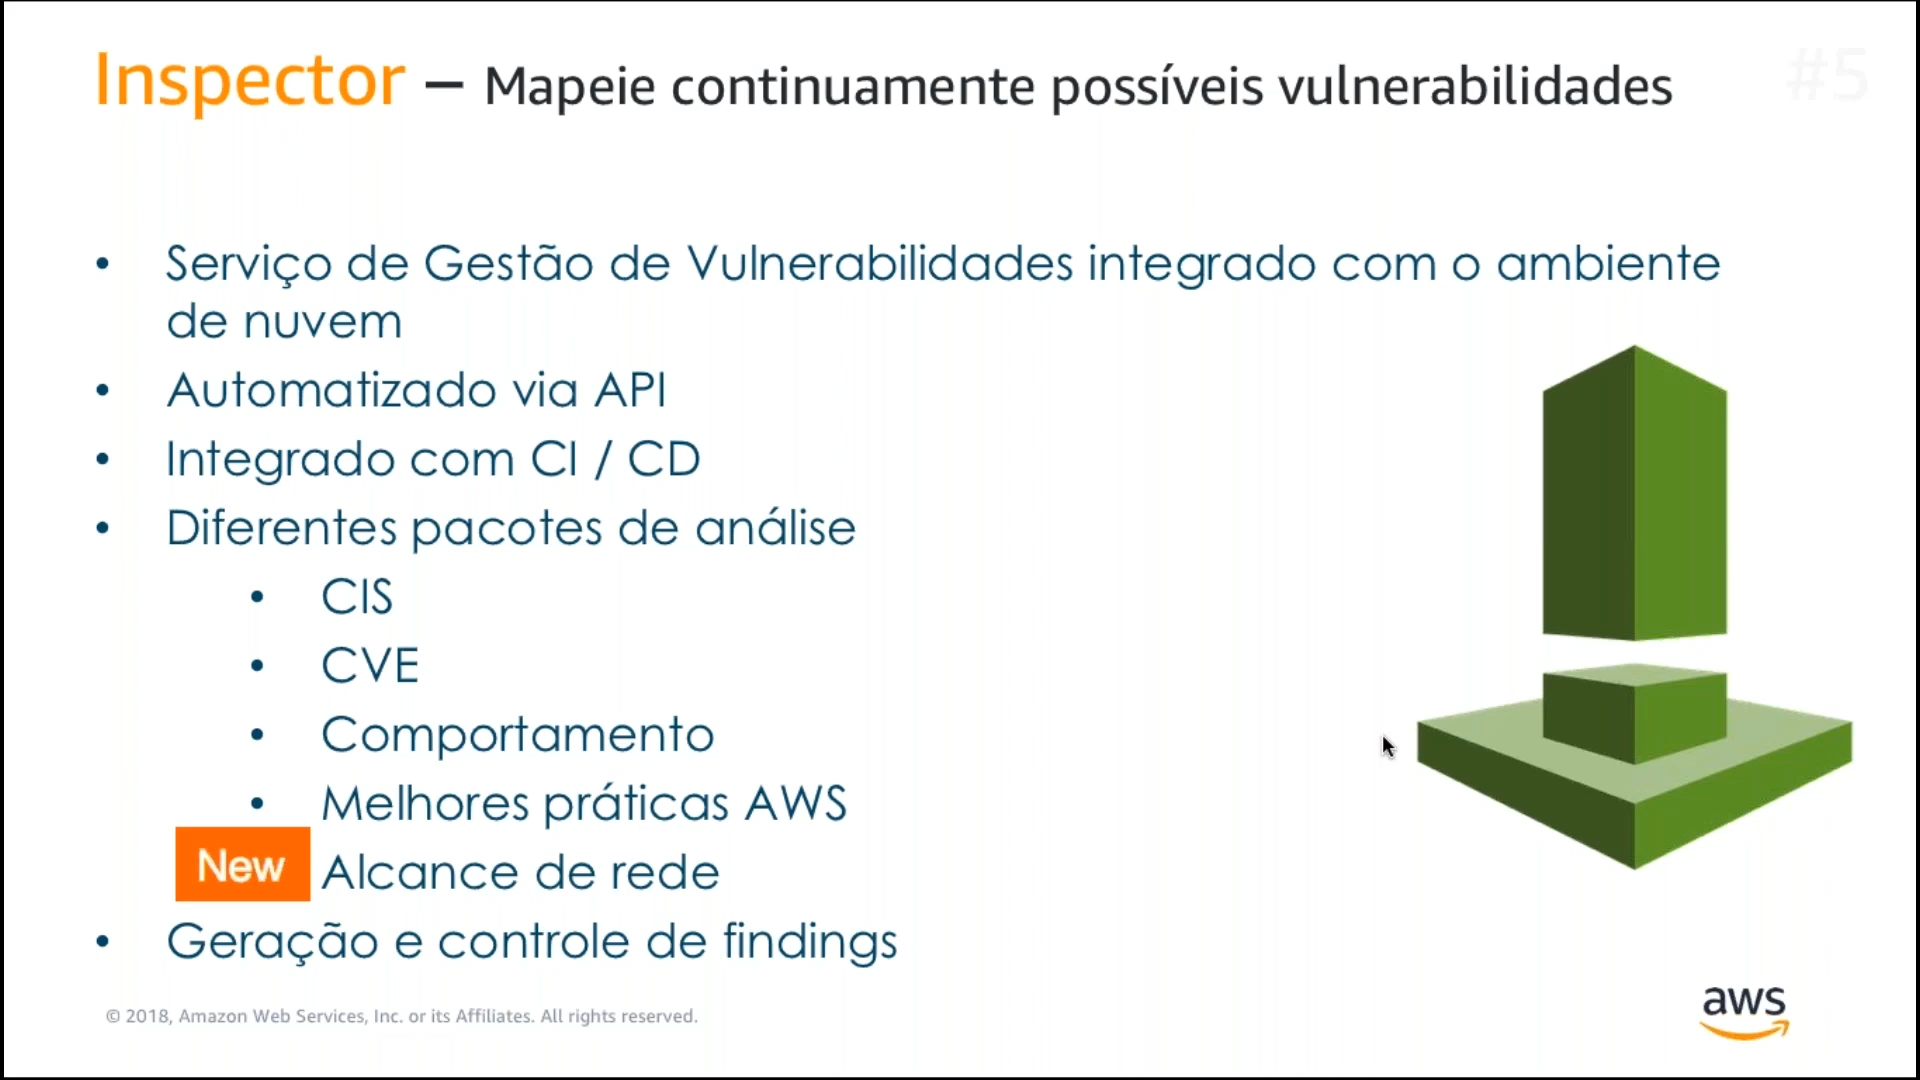 Inspector – Mapeie continuamente possíveis vulnerabilidades
#5
• Serviço de Gestão de Vulnerabilidades integrado com o ambiente
de nuvem
• Automatizado via API
• Integrado com CI / CD
• Diferentes pacotes de análise
• CIS
• CVE
• Comportamento
• Melhores práticas AWS
New Alcance de rede
• Geração e controle de findings
© 2018, Amazon Web Services, Inc. or its Affiliates. All rights reserved.
aws